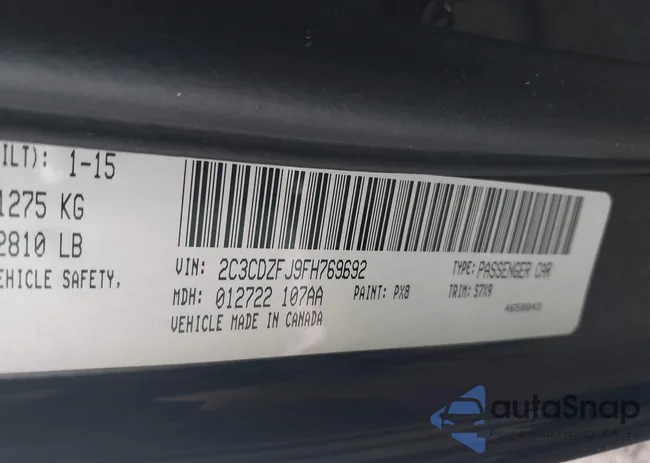 ILT): 1-15
1275 KG
2810 LB
EHICLE SAFETY,
VIN: 2C3CDZFJ9FH769692
TYPE: PASSENGER CAR
MDH: 012722 107AA
PAINT: PX8
TRIM: S7X9
VEHICLE MADE IN CANADA
autoSnap